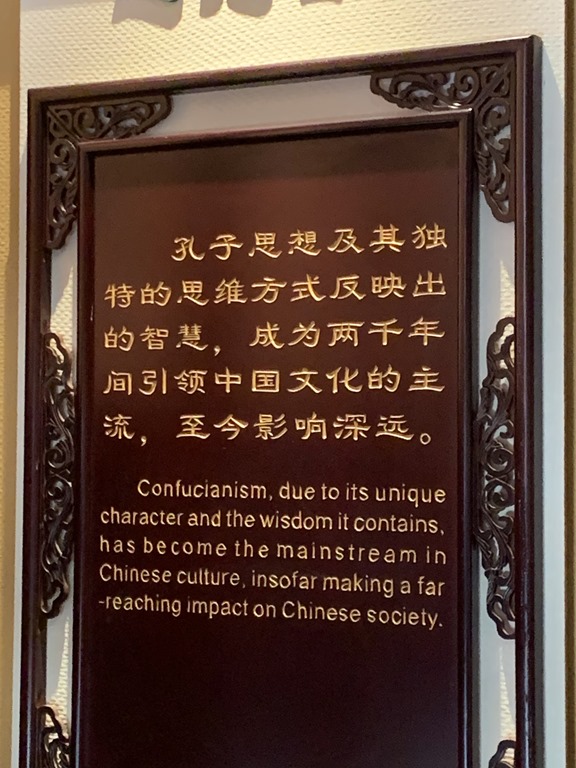 孔子思想及其独
特的思维方式反映出
的智慧，成为两千年
间引领中国文化的主
流，至今影响深远。
Confucianism, due to its unique
character and the wisdom it contains,
has become the mainstream in
Chinese culture, insofar making a far
-reaching impact on Chinese society.